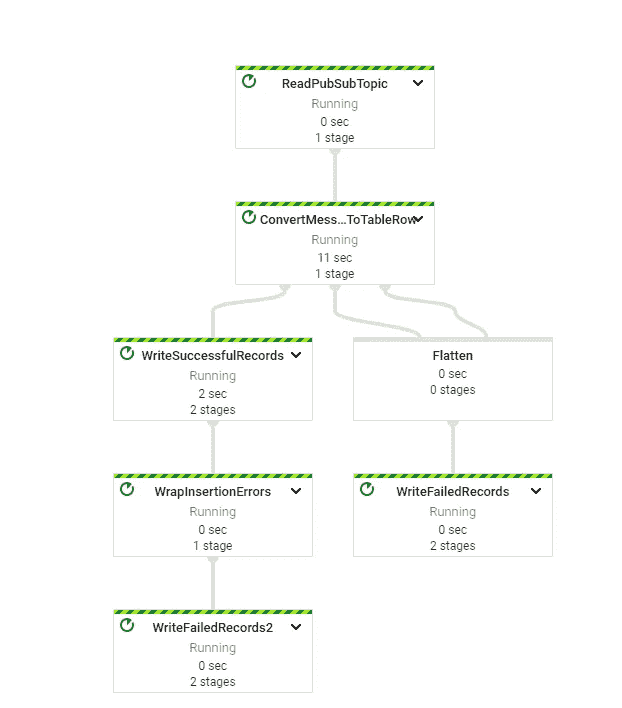 ReadPubSubTopic
Running
0 sec
1 stage
ConvertMess...ToTableRow
Running
11 sec
1 stage
WriteSuccessfulRecords
Running
2 sec
2 stages
Flatten
0 sec
0 stages
WrapInsertionErrors
Running
0 sec
1 stage
WriteFailedRecords
Running
0 sec
2 stages
WriteFailedRecords2
Running
0 sec
2 stages